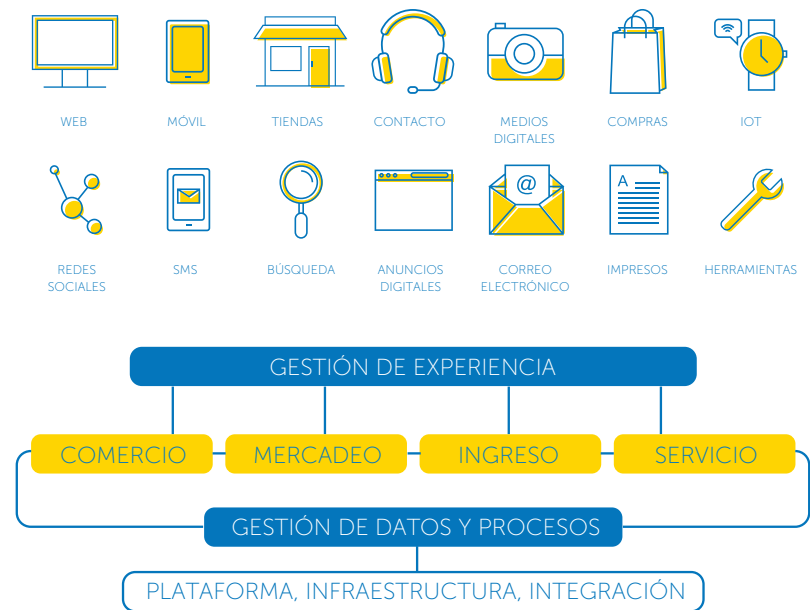 WEB
MÓVIL
TIENDAS
CONTACTO
MEDIOS
DIGITALES
COMPRAS
IOT
REDES
SOCIALES
SMS
BÚSQUEDA
ANUNCIOS
DIGITALES
@
CORREO
ELECTRÓNICO
A
IMPRESOS
HERRAMIENTAS
GESTIÓN DE EXPERIENCIA
COMERCIO
MERCADEO
INGRESO
SERVICIO
GESTIÓN DE DATOS Y PROCESOS
PLATAFORMA, INFRAESTRUCTURA, INTEGRACIÓN